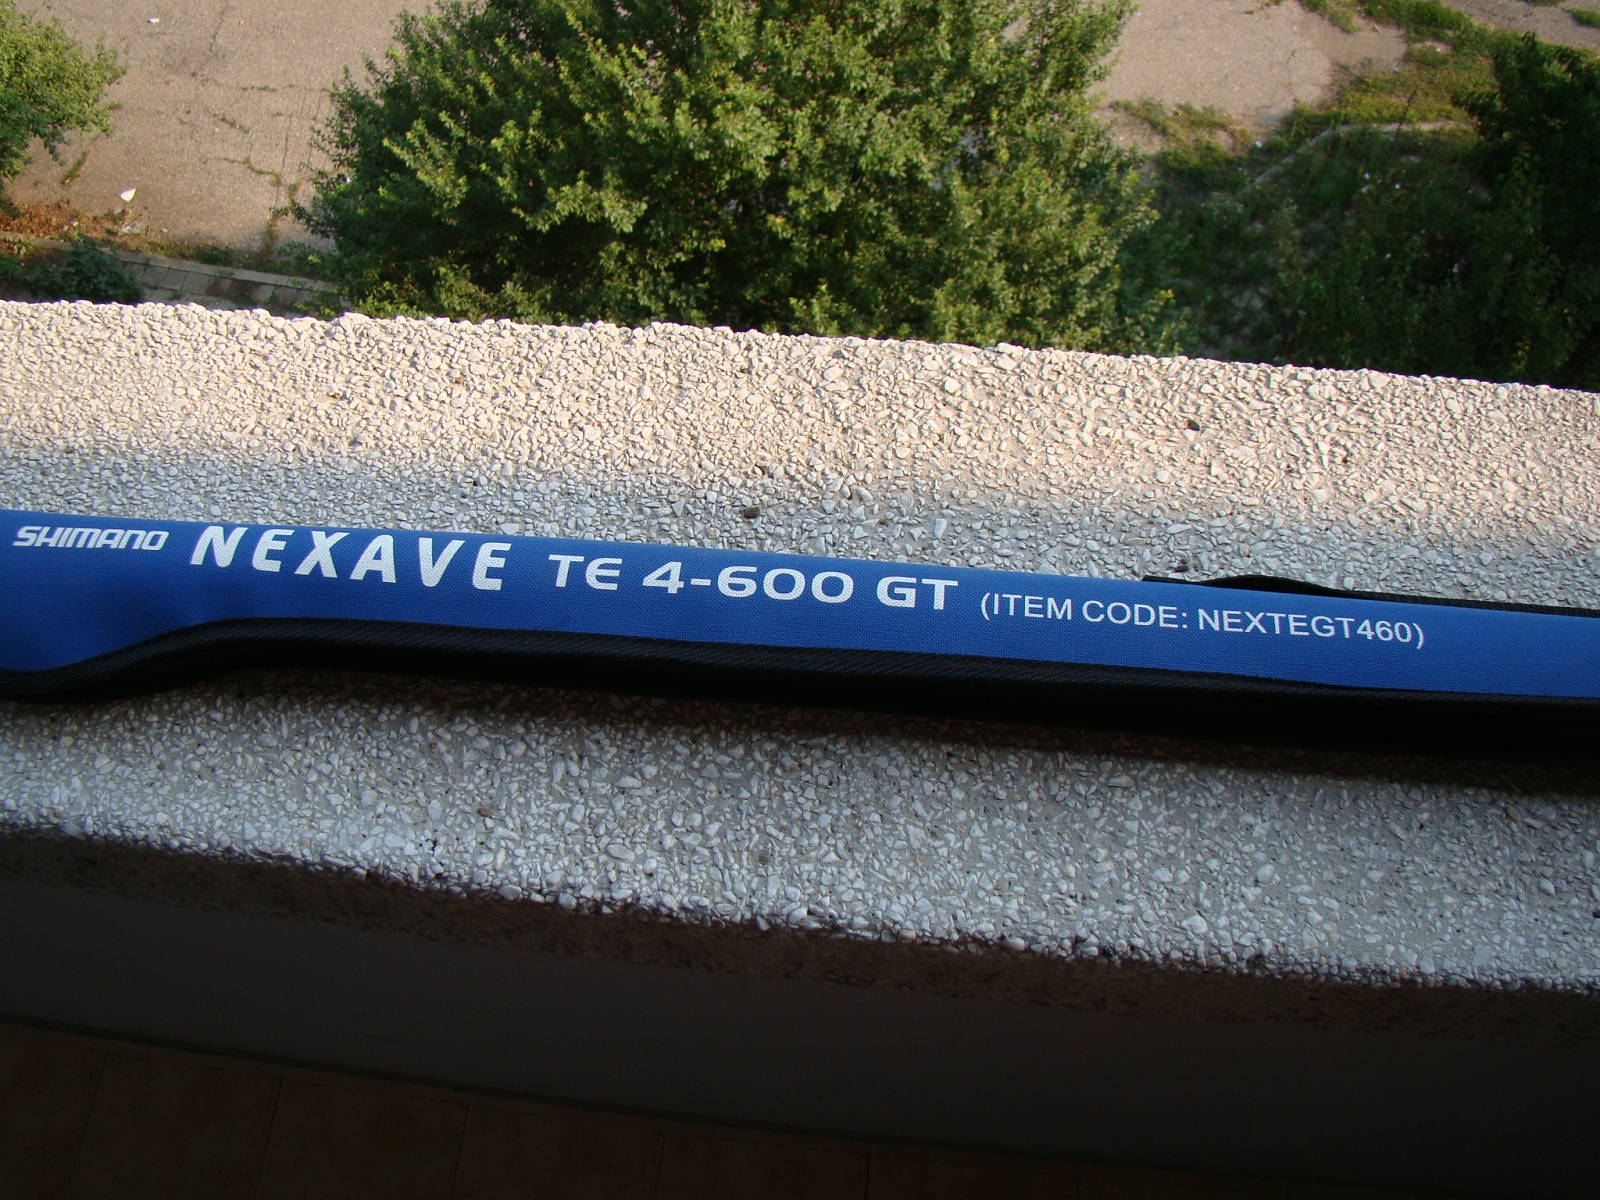 SHIMANO NEXAVE TE 4-600 GT (ITEM CODE: NEXTEGT460)